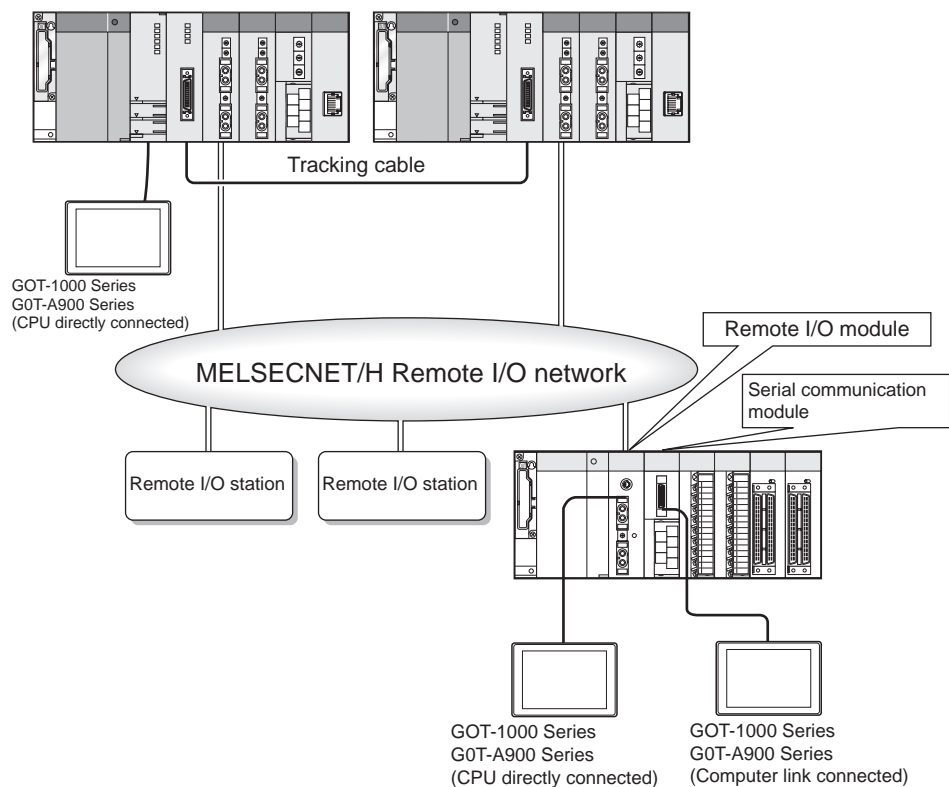 Tracking cable
GOT-1000 Series
G0T-A900 Series
(CPU directly connected)
Remote I/O module
MELSECNET/H Remote I/O network
Serial communication
module
Remote I/O station
Remote I/O station
GOT-1000 Series
G0T-A900 Series
(CPU directly connected)
GOT-1000 Series
G0T-A900 Series
(Computer link connected)